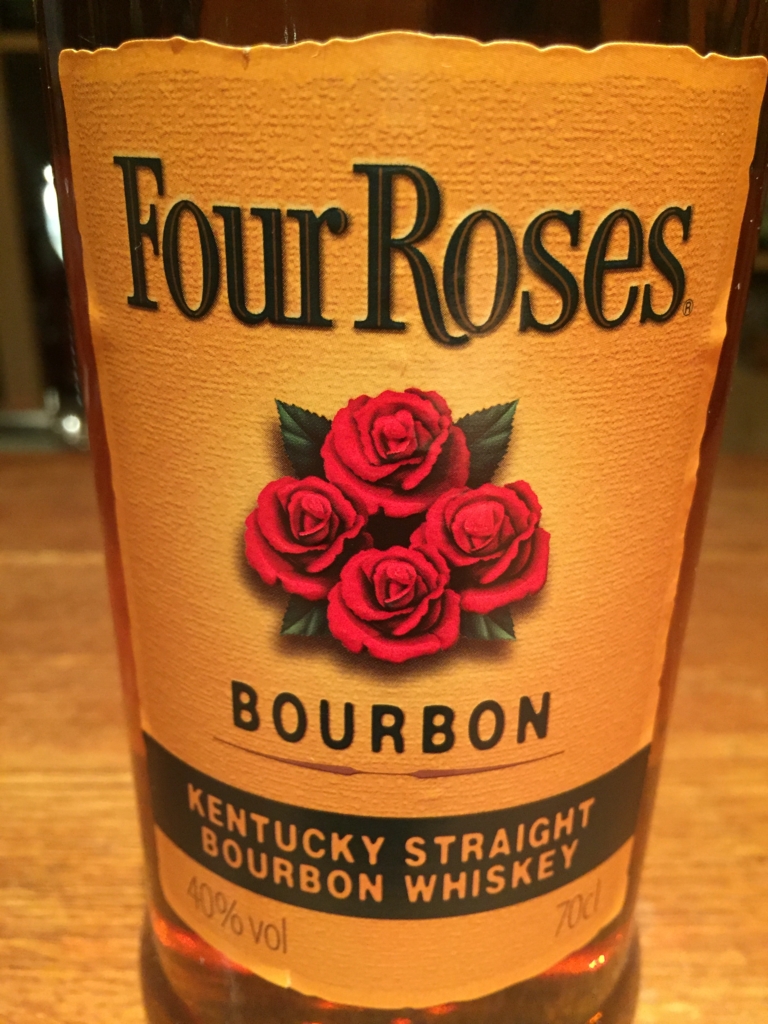 Four Roses®
BOURBON
KENTUCKY STRAIGHT
BOURBON WHISKEY
40% vol 70cl